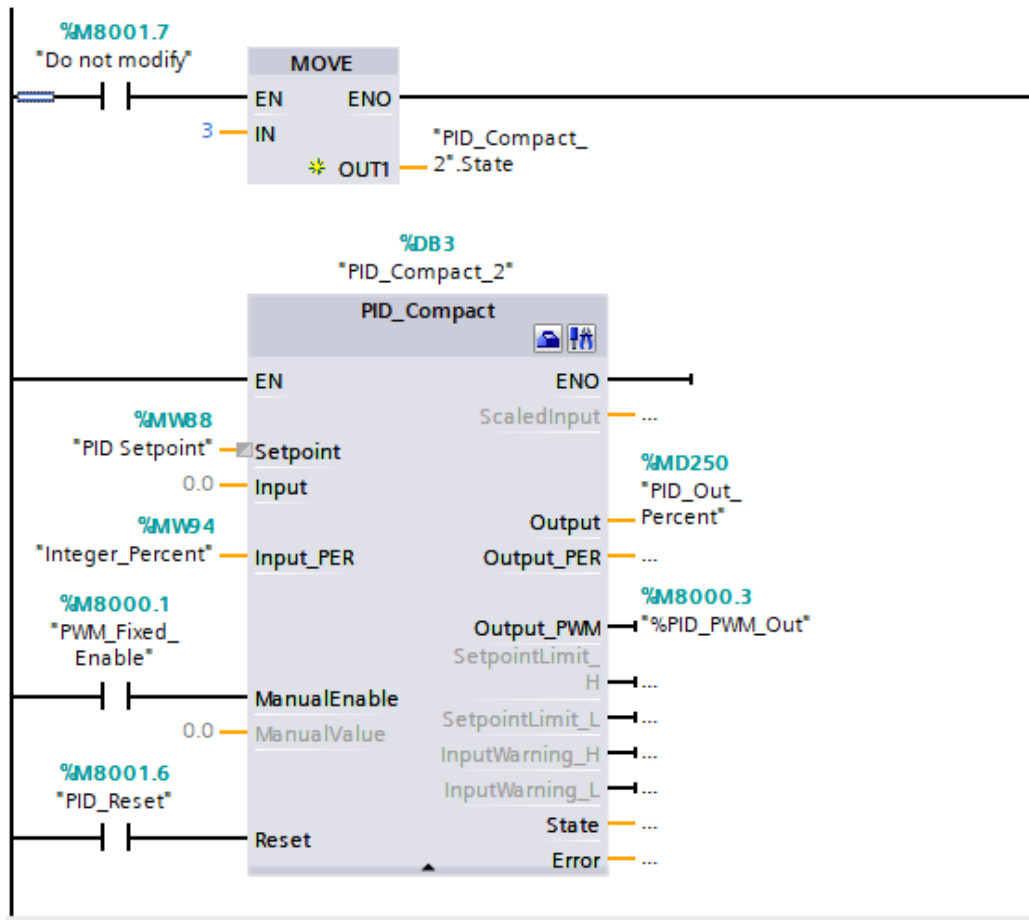 %M8001.7
"Do not modify"
MOVE
EN ENO
3 IN
OUT1
"PID_Compact_
2".State
%DB3
"PID_Compact_2"
PID_Compact
EN ENO
ScaledInput ...
%MW88
"PID Setpoint" Setpoint
0.0 Input
%MD250
"PID_Out_
Percent"
Output
%MW94
"Integer_Percent" Input_PER
Output_PER ...
%M8000.1
"PWM_Fixed_
Enable"
%M8000.3
Output_PWM "%PID_PWM_Out"
SetpointLimit_
H ...
ManualEnable
SetpointLimit_L ...
0.0 ManualValue
InputWarning_H ...
%M8001.6
"PID_Reset"
InputWarning_L ...
State ...
Reset
Error ...